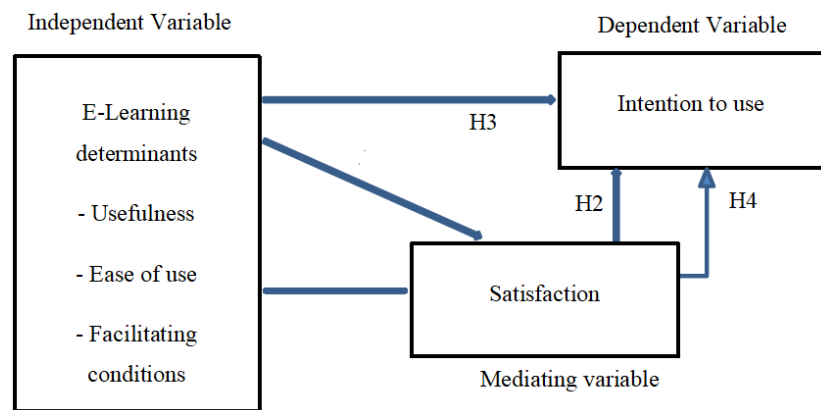 Independent Variable
Dependent Variable
E-Learning
determinants
- Usefulness
- Ease of use
- Facilitating
conditions
H3
Intention to use
H2
H4
Satisfaction
Mediating variable